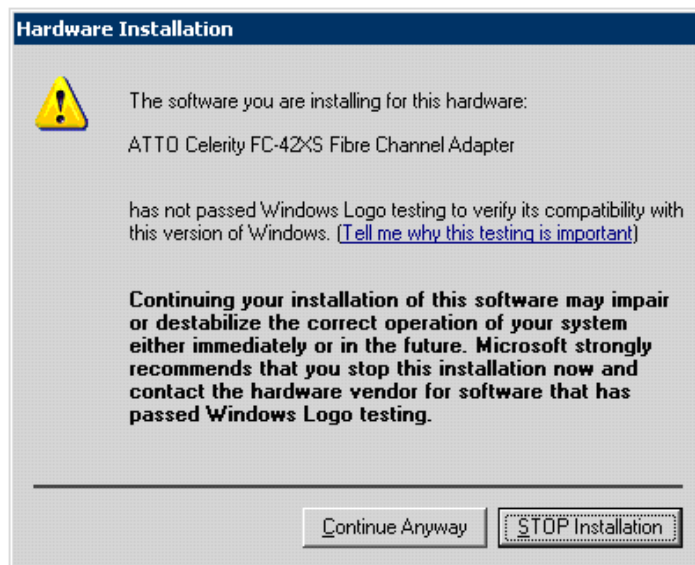 Hardware Installation
The software you are installing for this hardware:
ATTO Celerity FC-42XS Fibre Channel Adapter
has not passed Windows Logo testing to verify its compatibility with
this version of Windows. (Tell me why this testing is important)
Continuing your installation of this software may impair
or destabilize the correct operation of your system
either immediately or in the future. Microsoft strongly
recommends that you stop this installation now and
contact the hardware vendor for software that has
passed Windows Logo testing.
Continue Anyway
STOP Installation